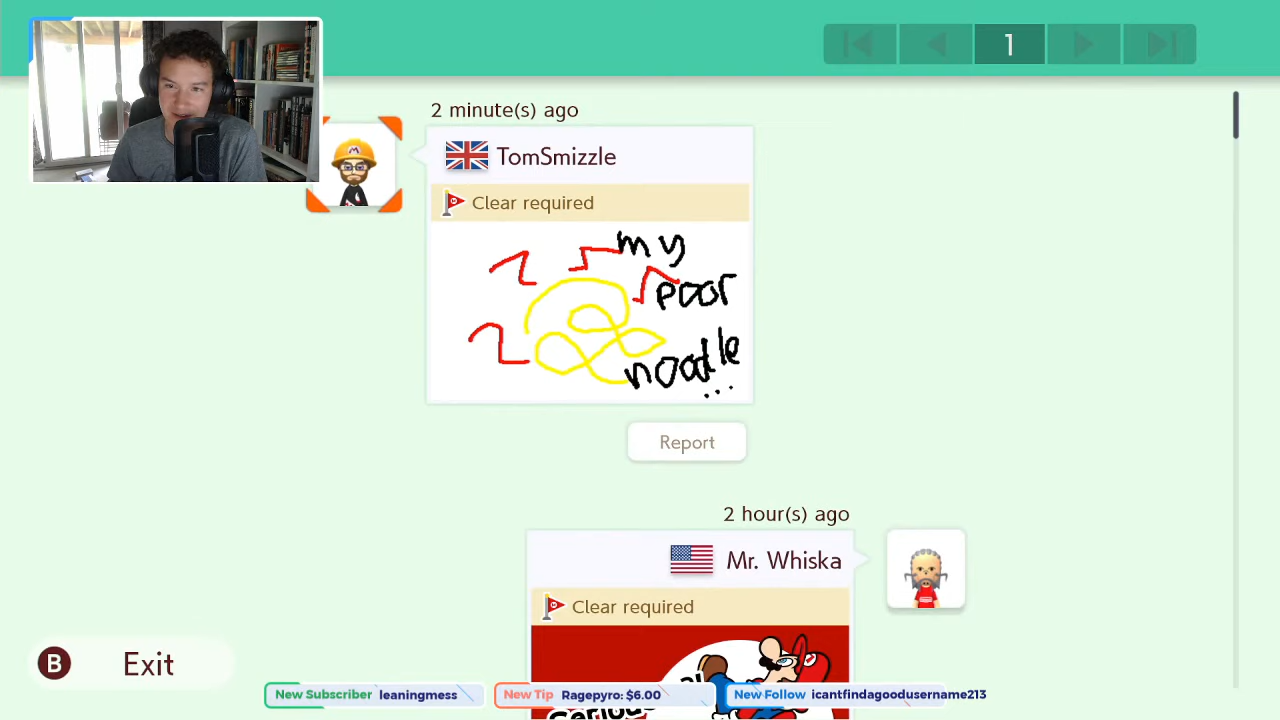 1
2 minute(s) ago
TomSmizzle
Clear required
my
poor
noodle
...
Report
2 hour(s) ago
Mr. Whiska
Clear required
B Exit
New Subscriber leaningmess
New Tip Ragepyro: $6.00
New Follow icantfindagoodusername213